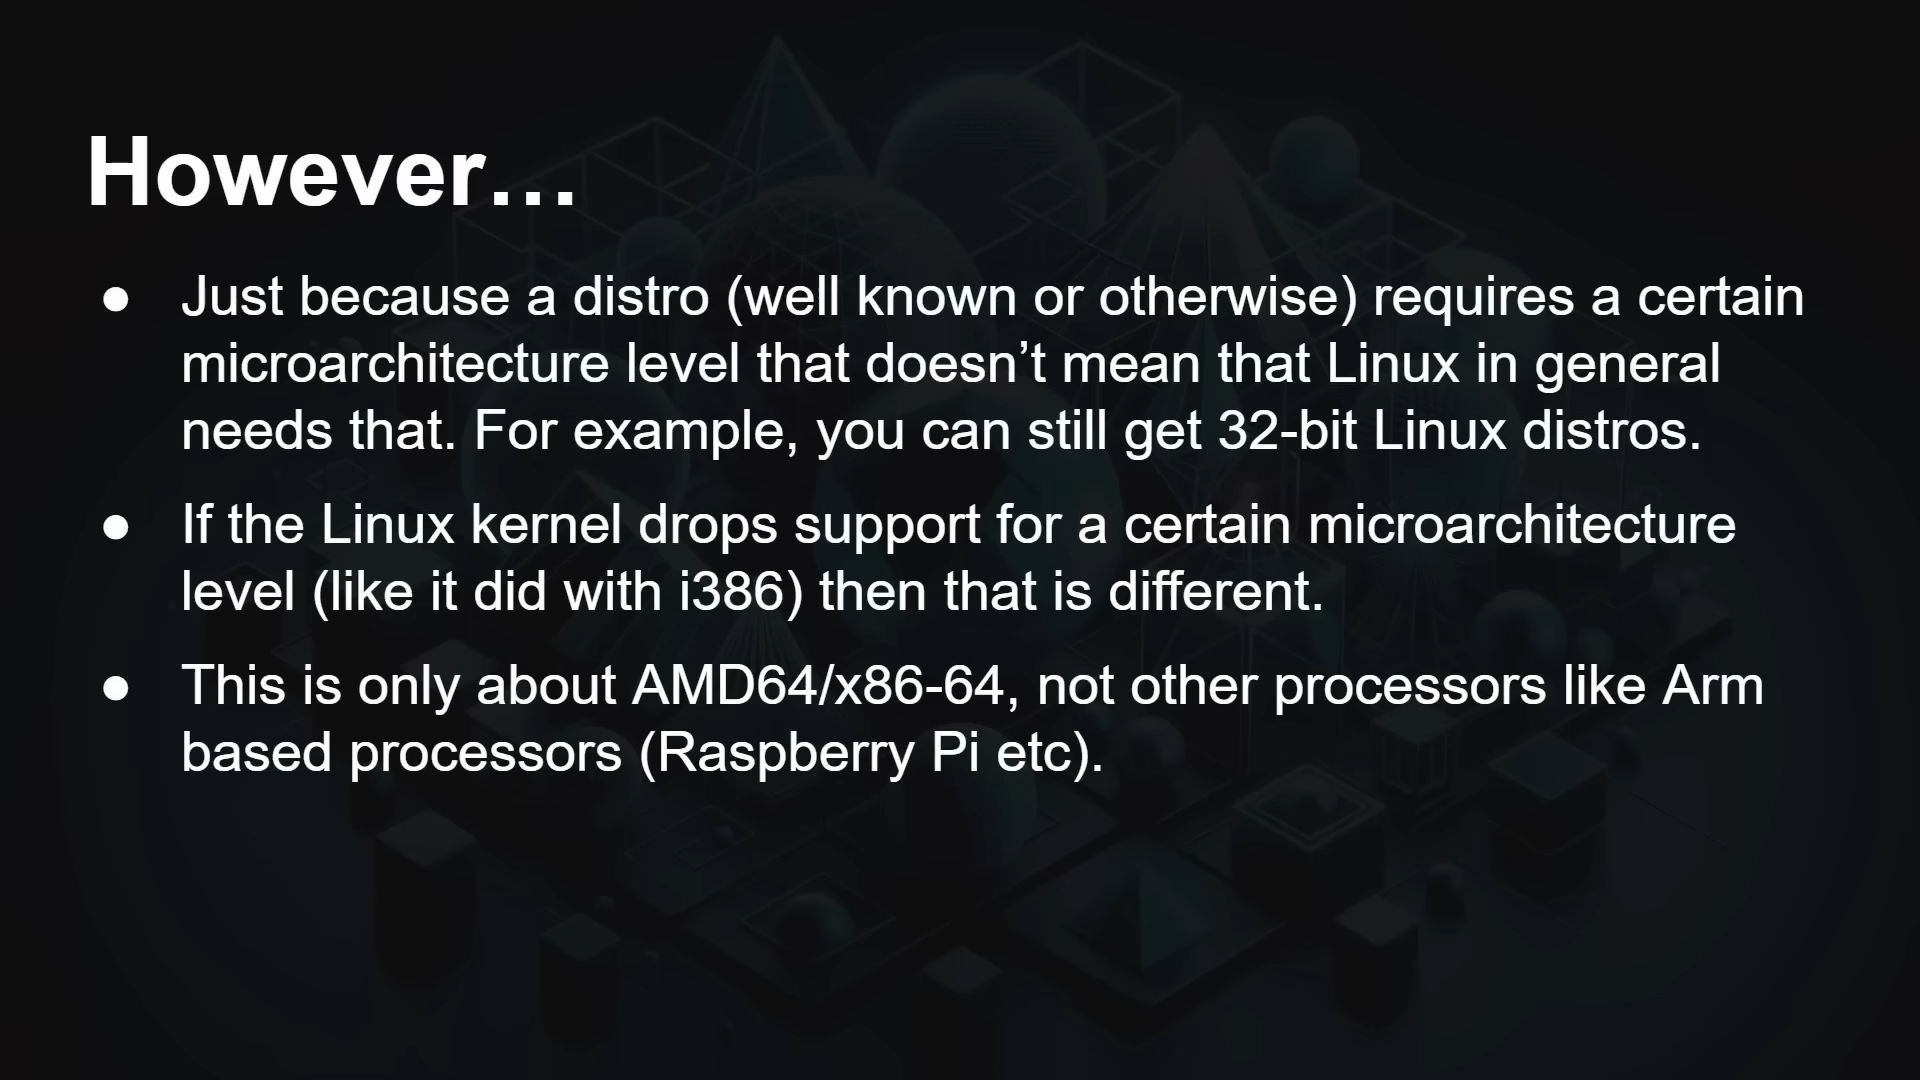 However…
● Just because a distro (well known or otherwise) requires a certain
microarchitecture level that doesn’t mean that Linux in general
needs that. For example, you can still get 32-bit Linux distros.
● If the Linux kernel drops support for a certain microarchitecture
level (like it did with i386) then that is different.
● This is only about AMD64/x86-64, not other processors like Arm
based processors (Raspberry Pi etc).